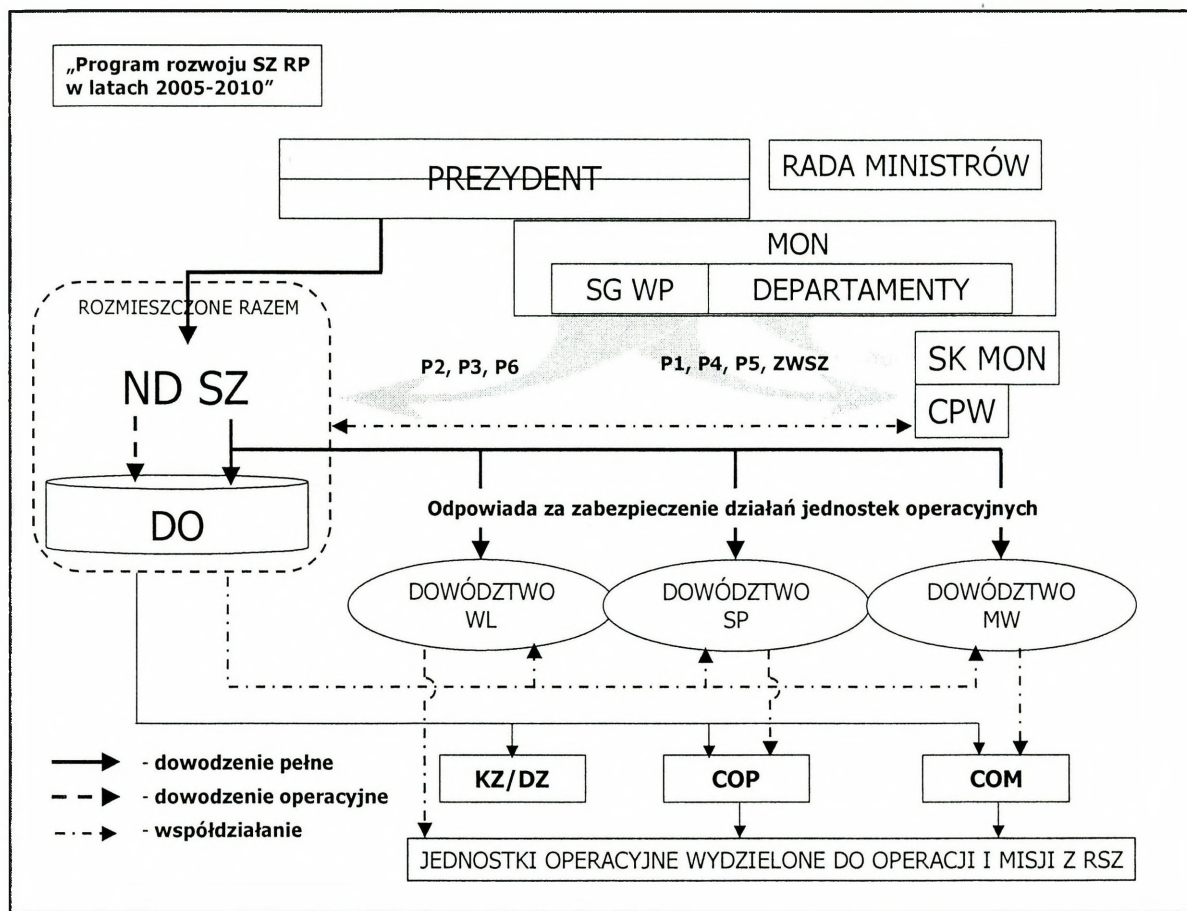 „Program rozwoju SZ RP
w latach 2005-2010”
PREZYDENT
RADA MINISTRÓW
MON
SG WP
DEPARTAMENTY
ROZMIESZCZONE RAZEM
P2, P3, P6
P1, P4, P5, ZWSZ
SK MON
CPW
ND SZ
DO
Odpowiada za zabezpieczenie działań jednostek operacyjnych
DOWÓDZTWO
WL
DOWÓDZTWO
SP
DOWÓDZTWO
MW
KZ/DZ
COP
COM
- dowodzenie pełne
- dowodzenie operacyjne
- współdziałanie
JEDNOSTKI OPERACYJNE WYDZIELONE DO OPERACJI I MISJI Z RSZ